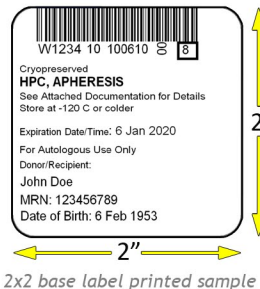 W1234 10 100610 00 8
Cryopreserved
HPC, APHERESIS
See Attached Documentation for Details
Store at -120 C or colder
Expiration Date/Time: 6 Jan 2020
For Autologous Use Only
Donor/Recipient:
John Doe
MRN: 123456789
Date of Birth: 6 Feb 1953
2"
2x2 base label printed sample